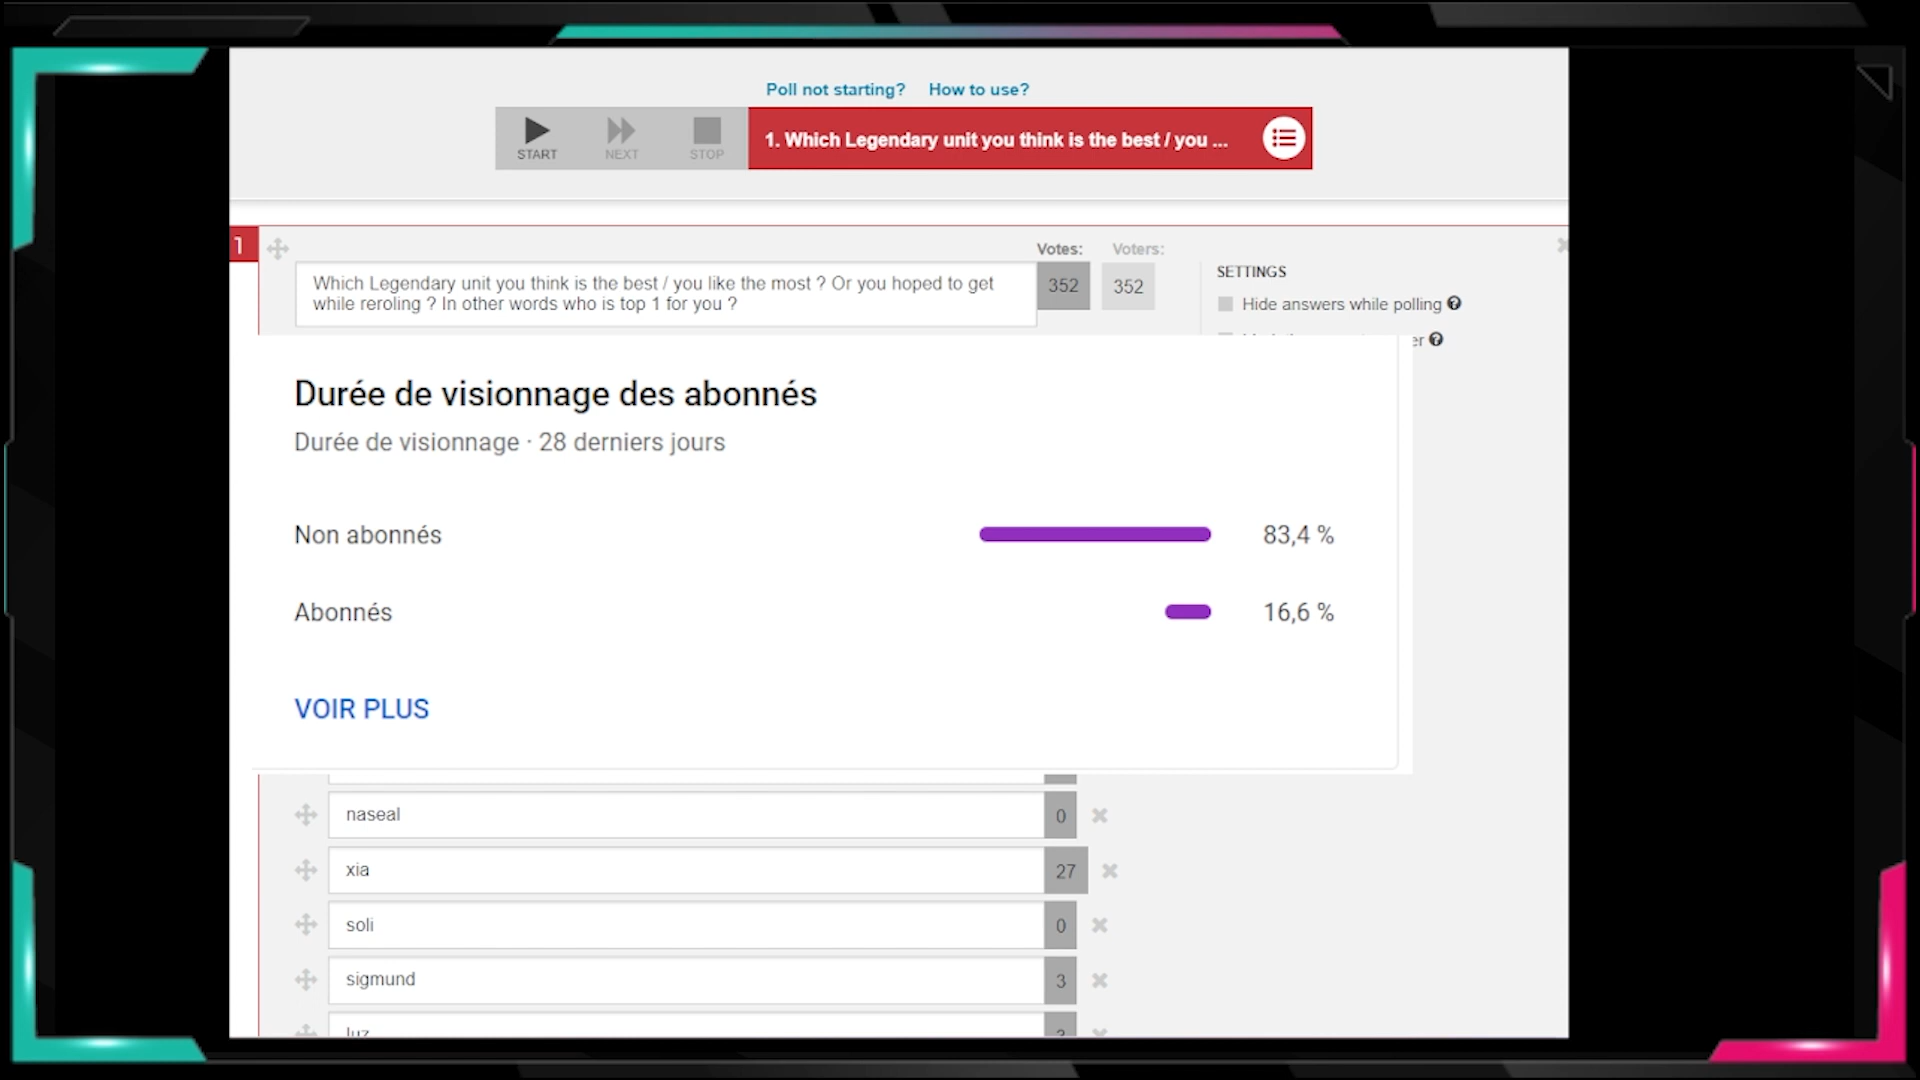 Poll not starting? How to use?
START NEXT STOP 1. Which Legendary unit you think is the best / you ...
1
Votes: Voters:
Which Legendary unit you think is the best / you like the most ? Or you hoped to get
while reroling ? In other words who is top 1 for you ?
352 352
SETTINGS
Hide answers while polling
er
Durée de visionnage des abonnés
Durée de visionnage · 28 derniers jours
Non abonnés 83,4 %
Abonnés 16,6 %
VOIR PLUS
naseal 0
xia 27
soli 0
sigmund 3
luz